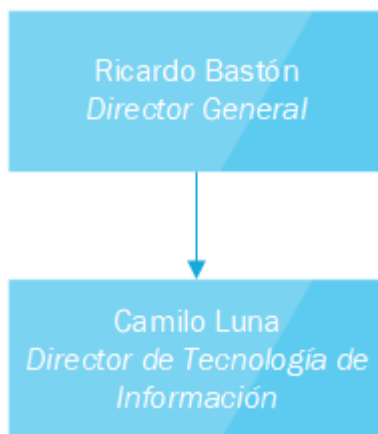 Ricardo Bastón
Director General
Camilo Luna
Director de Tecnología de
Información